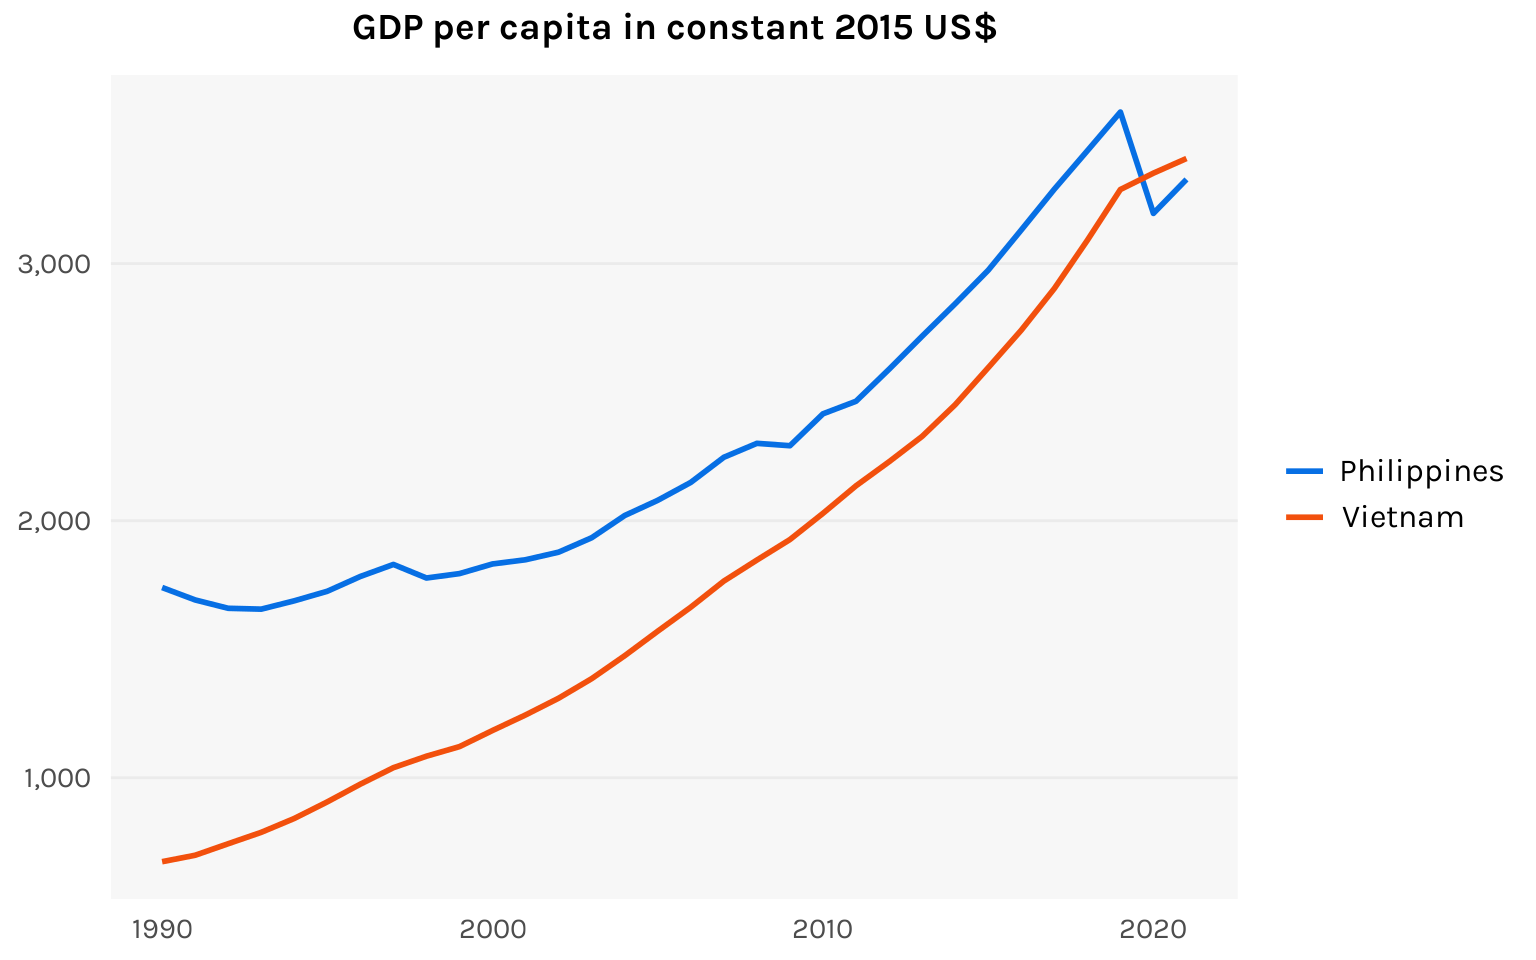 GDP per capita in constant 2015 US$
3,000
2,000
1,000
1990 2000 2010 2020
Philippines
Vietnam